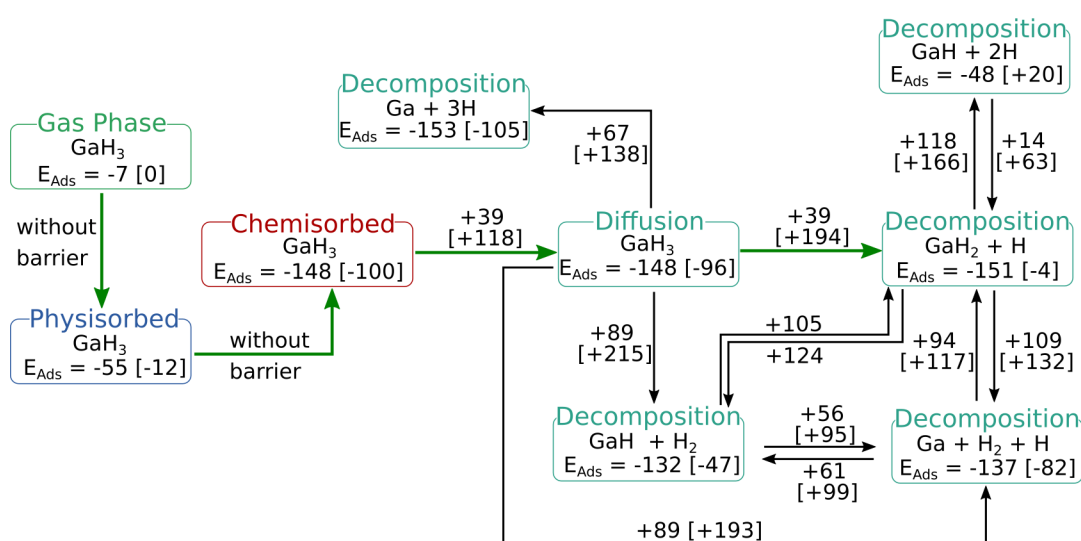 Decomposition
GaH + 2H
E_Ads = -48 [+20]
Decomposition
Ga + 3H
E_Ads = -153 [-105]
Gas Phase
GaH₃
E_Ads = -7 [0]
+67
[+138]
+118
[+166]
+14
[+63]
without
barrier
Chemisorbed
GaH₃
E_Ads = -148 [-100]
+39
[+118]
Diffusion
GaH₃
E_Ads = -148 [-96]
+39
[+194]
Decomposition
GaH₂ + H
E_Ads = -151 [-4]
Physisorbed
GaH₃
E_Ads = -55 [-12]
without
barrier
+89
[+215]
+105
+124
+94
[+117]
+109
[+132]
Decomposition
GaH + H₂
E_Ads = -132 [-47]
+56
[+95]
+61
[+99]
Decomposition
Ga + H₂ + H
E_Ads = -137 [-82]
+89 [+193]